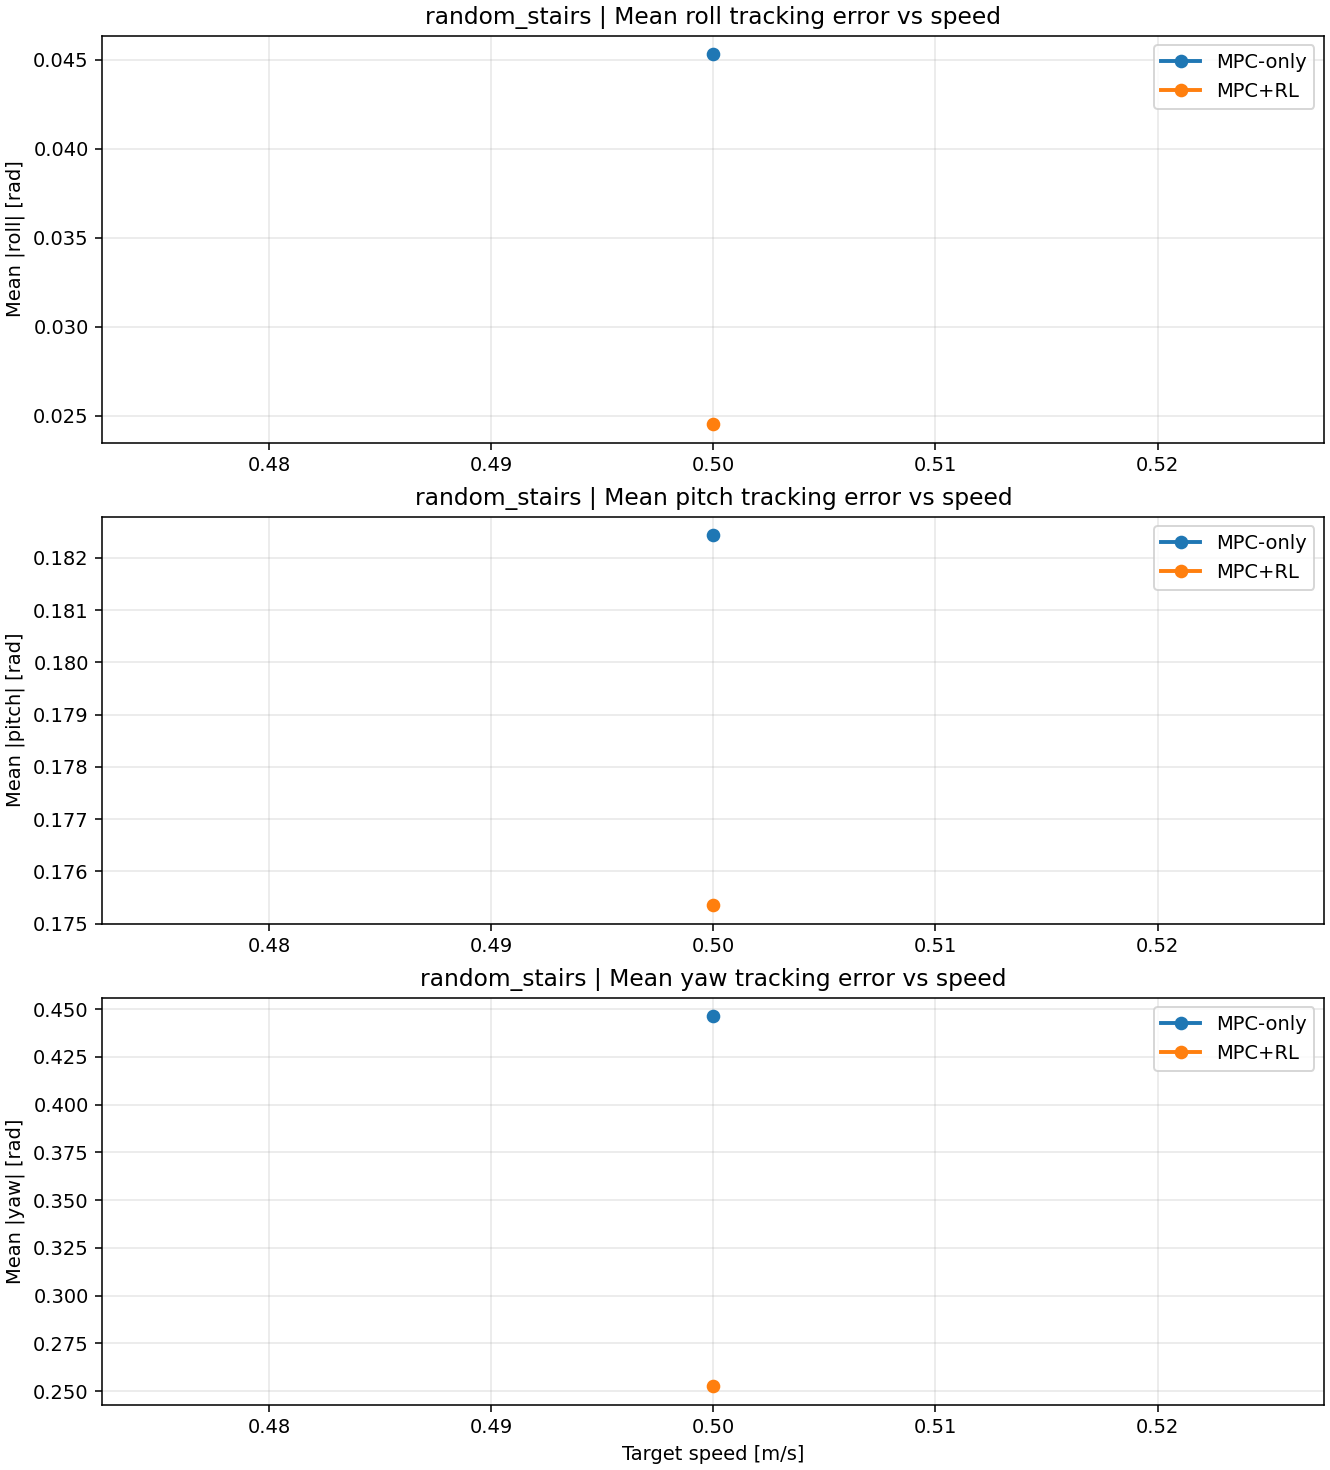 random_stairs | Mean roll tracking error vs speed
Mean |roll| [rad]
0.045
0.040
0.035
0.030
0.025
MPC-only
MPC+RL
0.48 0.49 0.50 0.51 0.52
random_stairs | Mean pitch tracking error vs speed
Mean |pitch| [rad]
0.182
0.181
0.180
0.179
0.178
0.177
0.176
0.175
MPC-only
MPC+RL
0.48 0.49 0.50 0.51 0.52
random_stairs | Mean yaw tracking error vs speed
Mean |yaw| [rad]
0.450
0.425
0.400
0.375
0.350
0.325
0.300
0.275
0.250
MPC-only
MPC+RL
0.48 0.49 0.50 0.51 0.52
Target speed [m/s]